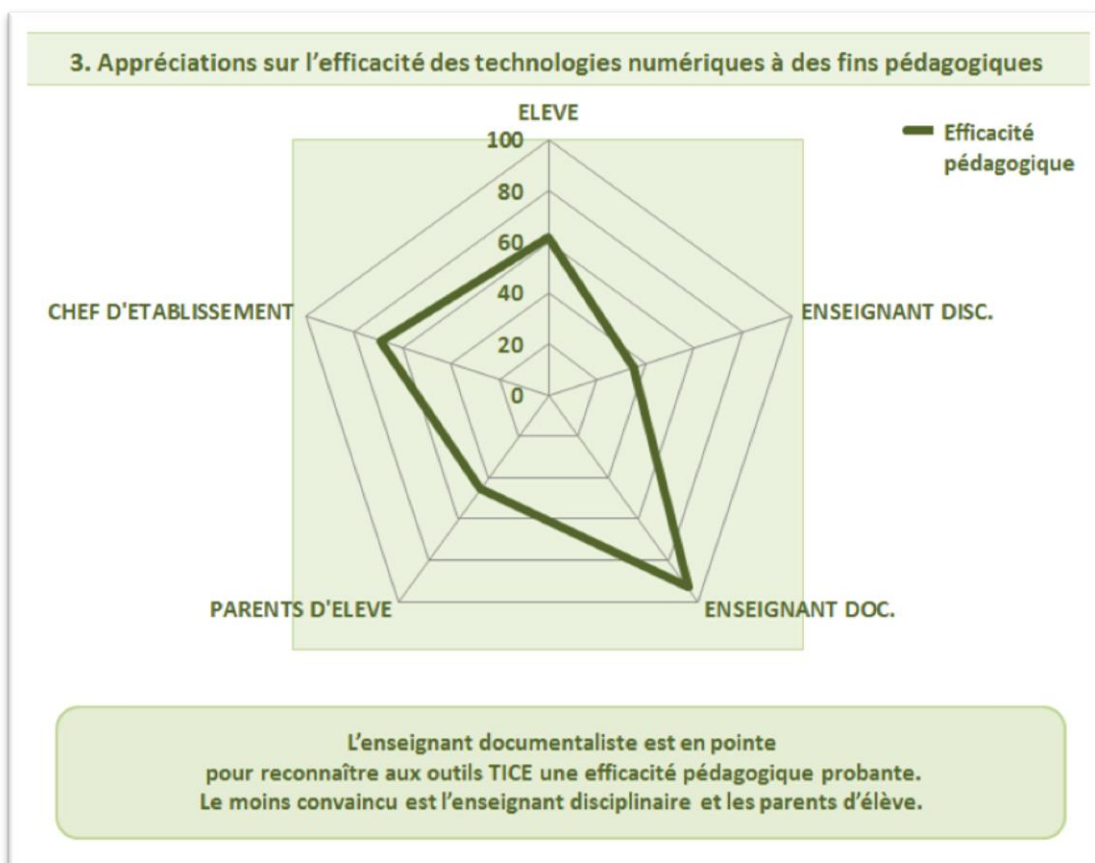 3. Appréciations sur l'efficacité des technologies numériques à des fins pédagogiques
ELEVE
Efficacité
pédagogique
100
80
60
40
20
0
CHEF D'ETABLISSEMENT
ENSEIGNANT DISC.
PARENTS D'ELEVE
ENSEIGNANT DOC.
L'enseignant documentaliste est en pointe
pour reconnaître aux outils TICE une efficacité pédagogique probante.
Le moins convaincu est l'enseignant disciplinaire et les parents d'élève.